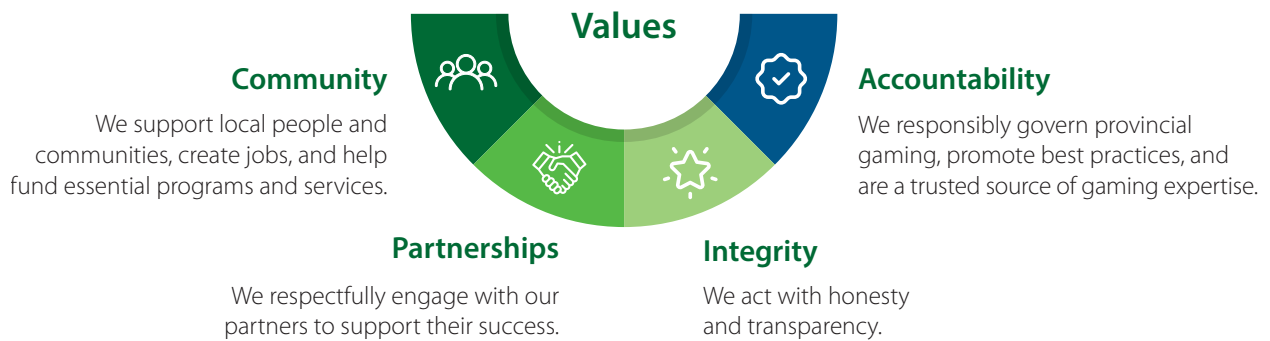 Values
Community
We support local people and
communities, create jobs, and help
fund essential programs and services.
Partnerships
We respectfully engage with our
partners to support their success.
Integrity
We act with honesty
and transparency.
Accountability
We responsibly govern provincial
gaming, promote best practices, and
are a trusted source of gaming expertise.